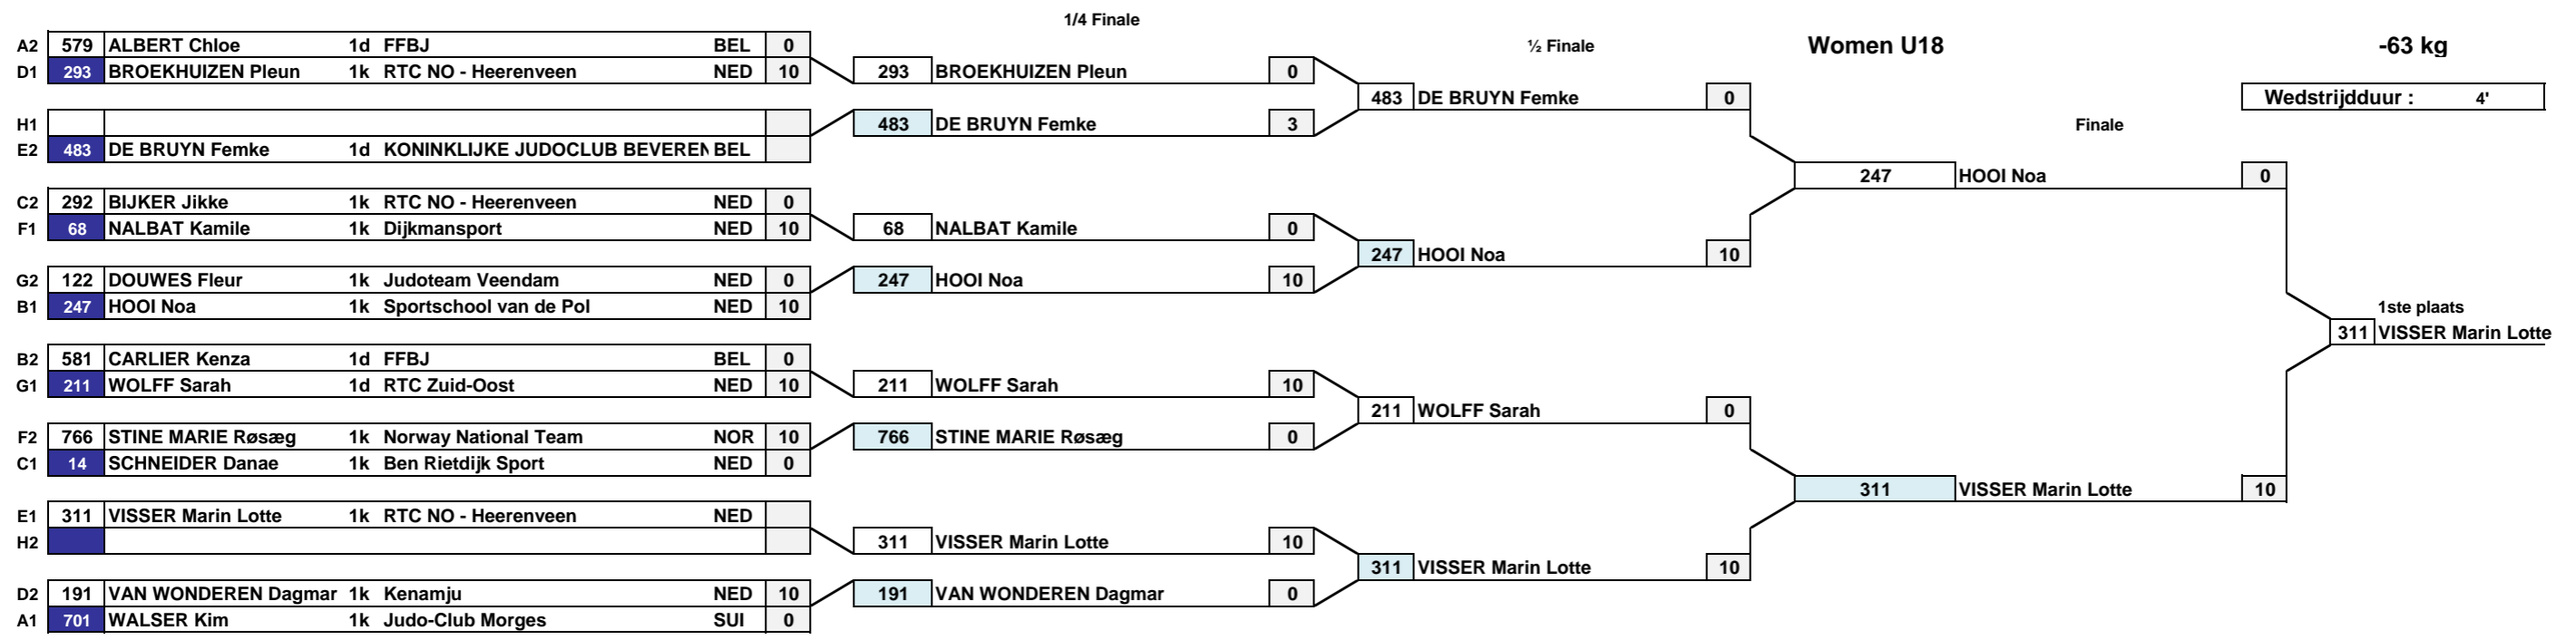 1/4 Finale
½ Finale
Women U18
-63 kg
Wedstrijdduur : 4'
Finale
A2 579 ALBERT Chloe 1d FFBJ BEL 0
D1 293 BROEKHUIZEN Pleun 1k RTC NO - Heerenveen NED 10
H1
E2 483 DE BRUYN Femke 1d KONINKLIJKE JUDOCLUB BEVEREN BEL
C2 292 BIJKER Jikke 1k RTC NO - Heerenveen NED 0
F1 68 NALBAT Kamile 1k Dijkmansport NED 10
G2 122 DOUWES Fleur 1k Judoteam Veendam NED 0
B1 247 HOOI Noa 1k Sportschool van de Pol NED 10
B2 581 CARLIER Kenza 1d FFBJ BEL 0
G1 211 WOLFF Sarah 1d RTC Zuid-Oost NED 10
F2 766 STINE MARIE Røsæg 1k Norway National Team NOR 10
C1 14 SCHNEIDER Danae 1k Ben Rietdijk Sport NED 0
E1 311 VISSER Marin Lotte 1k RTC NO - Heerenveen NED
H2
D2 191 VAN WONDEREN Dagmar 1k Kenamju NED 10
A1 701 WALSER Kim 1k Judo-Club Morges SUI 0
293 BROEKHUIZEN Pleun 0
483 DE BRUYN Femke 3
68 NALBAT Kamile 0
247 HOOI Noa 10
211 WOLFF Sarah 10
766 STINE MARIE Røsæg 0
311 VISSER Marin Lotte 10
191 VAN WONDEREN Dagmar 0
483 DE BRUYN Femke 0
247 HOOI Noa 10
211 WOLFF Sarah 0
311 VISSER Marin Lotte 10
247 HOOI Noa 0
311 VISSER Marin Lotte 10
1ste plaats
311 VISSER Marin Lotte